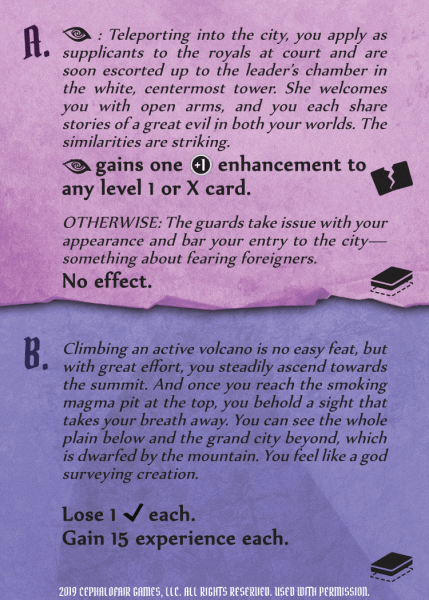 A.
: Teleporting into the city, you apply as
supplicants to the royals at court and are
soon escorted up to the leader's chamber in
the white, centermost tower. She welcomes
you with open arms, and you each share
stories of a great evil in both your worlds. The
similarities are striking.
gains one +1 enhancement to
any level 1 or X card.
OTHERWISE: The guards take issue with your
appearance and bar your entry to the city—
something about fearing foreigners.
No effect.
B.
Climbing an active volcano is no easy feat, but
with great effort, you steadily ascend towards
the summit. And once you reach the smoking
magma pit at the top, you behold a sight that
takes your breath away. You can see the whole
plain below and the grand city beyond, which
is dwarfed by the mountain. You feel like a god
surveying creation.
Lose 1 ✔ each.
Gain 15 experience each.
2019 CEPHALOFAIR GAMES, LLC. ALL RIGHTS RESERVED. USED WITH PERMISSION.